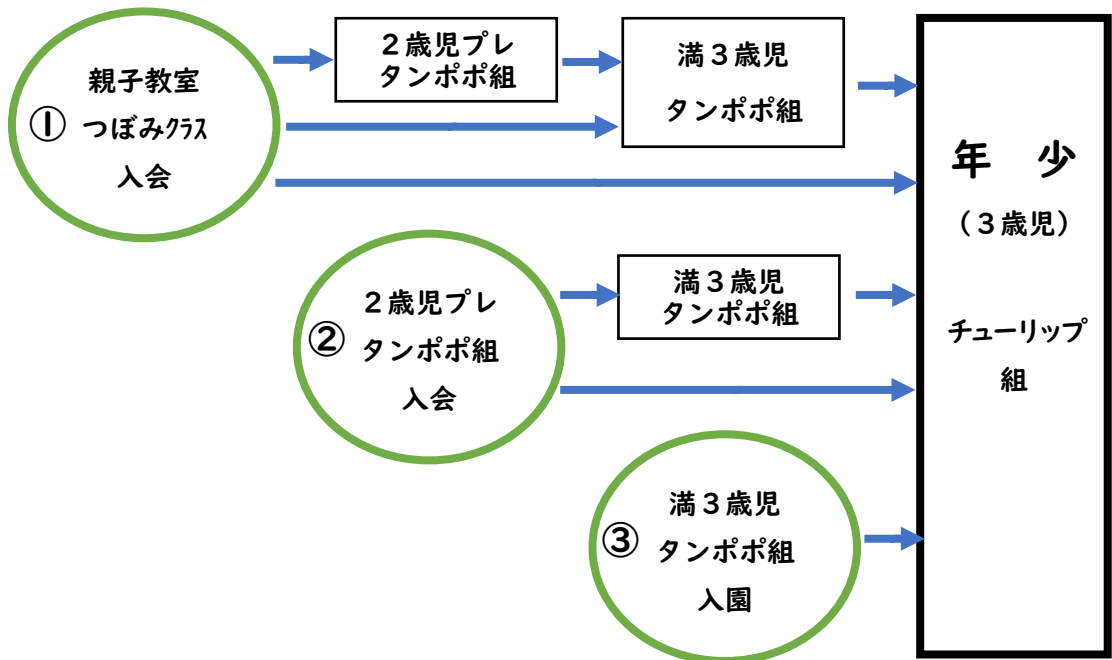 ①
親子教室
つぼみクラス
入会
２歳児プレ
タンポポ組
満３歳児
タンポポ組
②
２歳児プレ
タンポポ組
入会
満３歳児
タンポポ組
③
満３歳児
タンポポ組
入園
年　少
（３歳児）
チューリップ
組